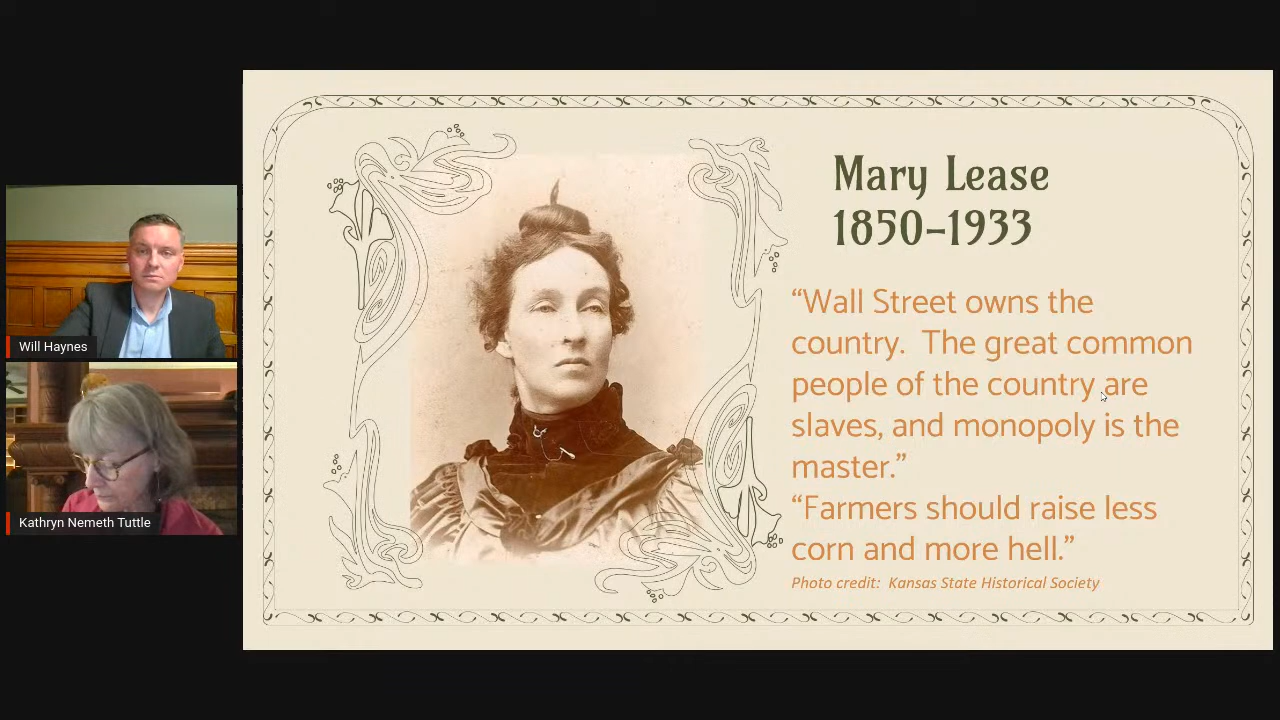 Will Haynes
Kathryn Nemeth Tuttle
Mary Lease
1850–1933
“Wall Street owns the
country.  The great common
people of the country are
slaves, and monopoly is the
master.”
“Farmers should raise less
corn and more hell.”
Photo credit:  Kansas State Historical Society